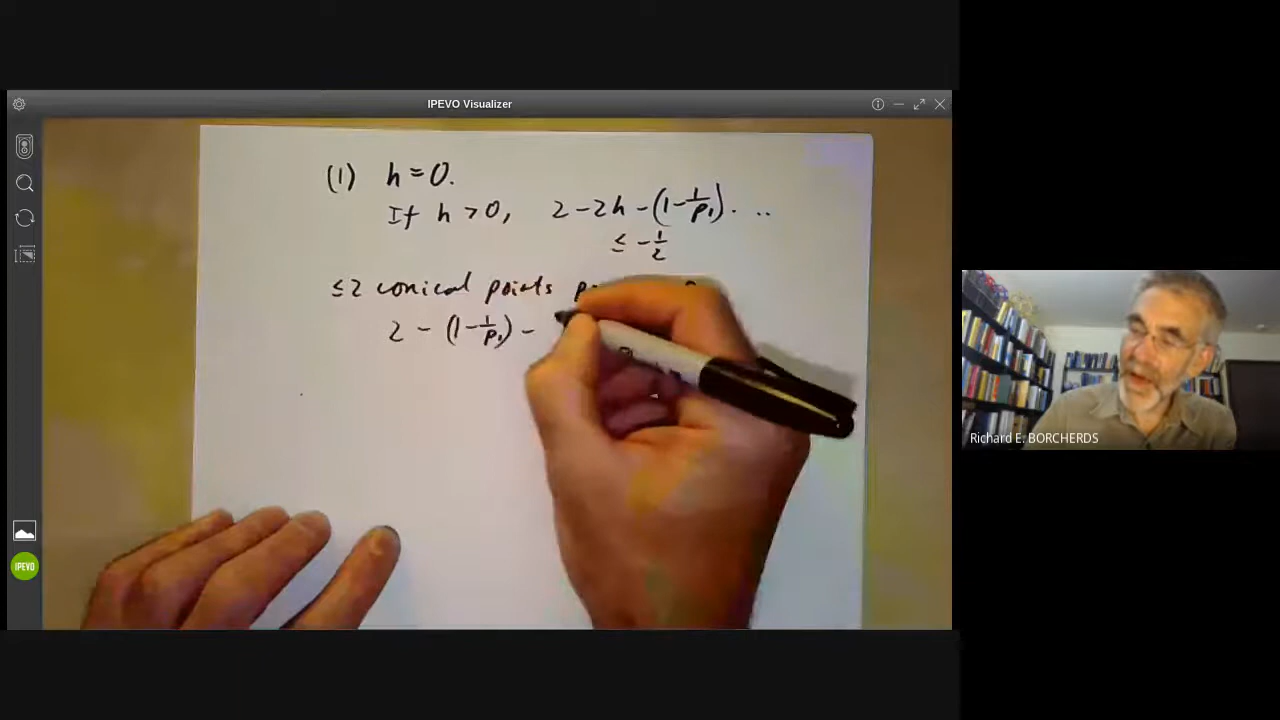 IPEVO Visualizer
(1) h = 0.
If h > 0, 2 - 2h - (1 - 1/p₁) . ..
≤ - 1/2
≤ 2 conical points
2 - (1 - 1/p₁) -
IPEVO
Richard E. BORCHERDS